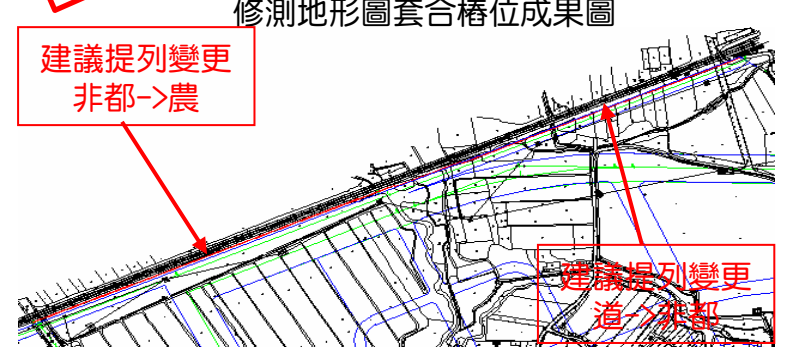 修測地形圖套合樁位成果圖
建議提列變更
非都->農
建議提列變更
道->非都